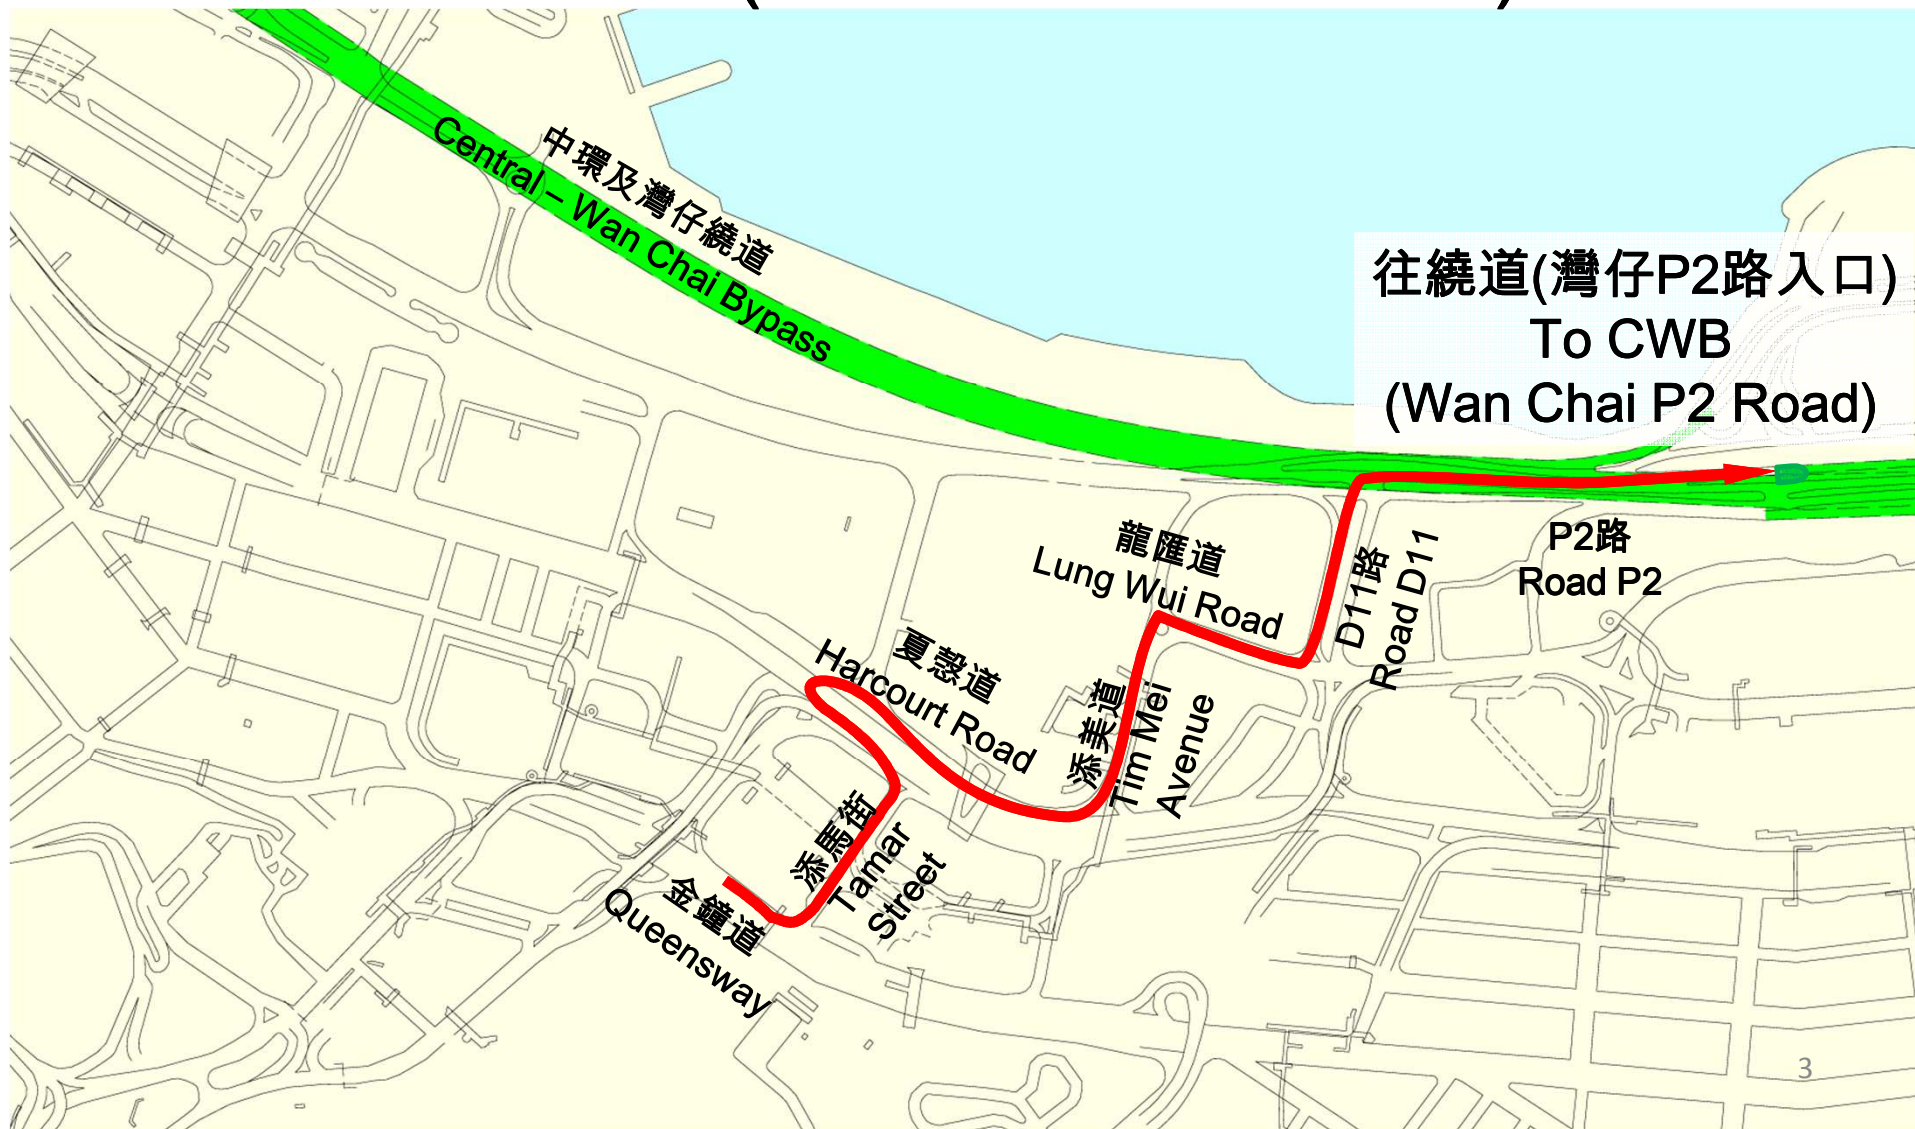 中環及灣仔繞道
Central – Wan Chai Bypass
往繞道(灣仔P2路入口)
To CWB
(Wan Chai P2 Road)
P2路
Road P2
龍匯道
Lung Wui Road
D11路
Road D11
夏慤道
Harcourt Road
添美道
Tim Mei
Avenue
添馬街
Tamar
Street
金鐘道
Queensway
3